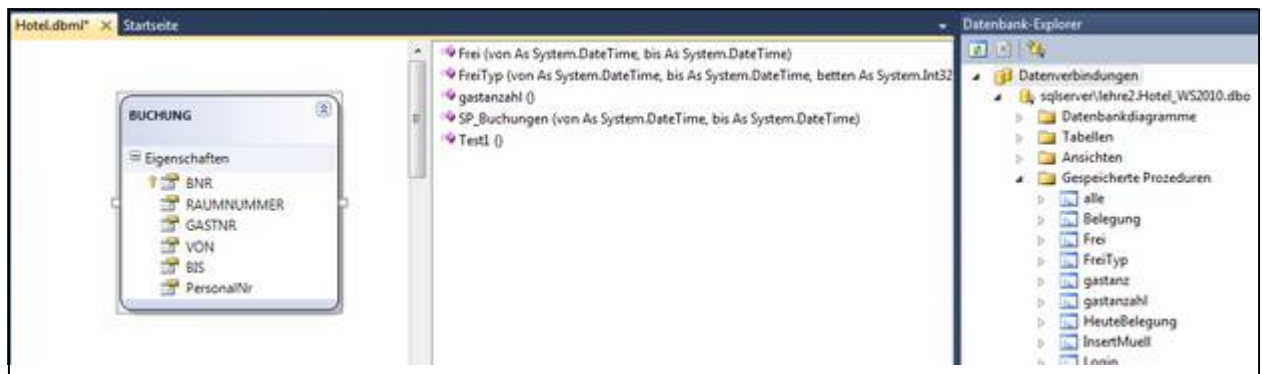 Hotel.dbml* Startseite
BUCHUNG
Eigenschaften
BNR
RAUMNUMMER
GASTNR
VON
BIS
PersonalNr
Frei (von As System.DateTime, bis As System.DateTime)
FreiTyp (von As System.DateTime, bis As System.DateTime, betten As System.Int32
gastanzahl ()
SP_Buchungen (von As System.DateTime, bis As System.DateTime)
Test1 ()
Datenbank-Explorer
Datenverbindungen
sqlserver\lehre2.Hotel_WS2010.dbo
Datenbankdiagramme
Tabellen
Ansichten
Gespeicherte Prozeduren
alle
Belegung
Frei
FreiTyp
gastanz
gastanzahl
HeuteBelegung
InsertMuell
Login